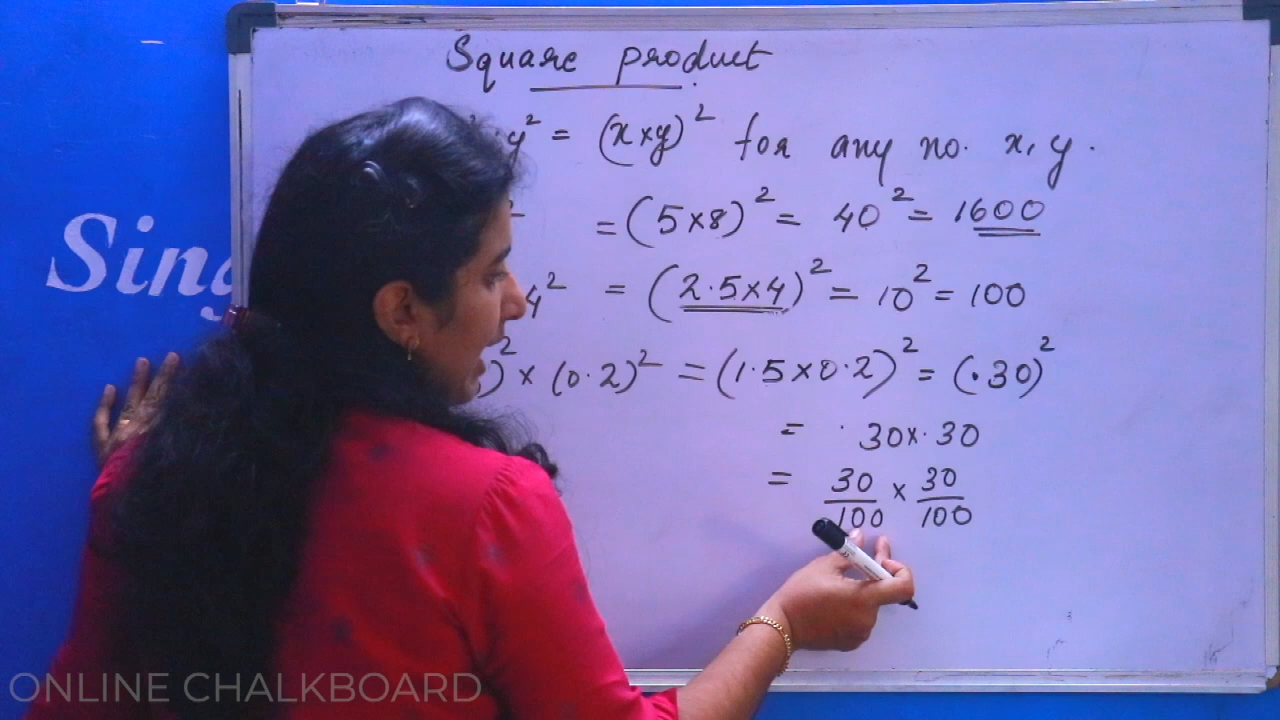 Square product
y² = (x×y)² for any no. x, y.
= (5×8)² = 40² = 1600
4² = (2.5×4)² = 10² = 100
)² × (0.2)² = (1.5×0.2)² = (.30)²
= .30×.30
= 30/100 × 30/100
Sing
ONLINE CHALKBOARD